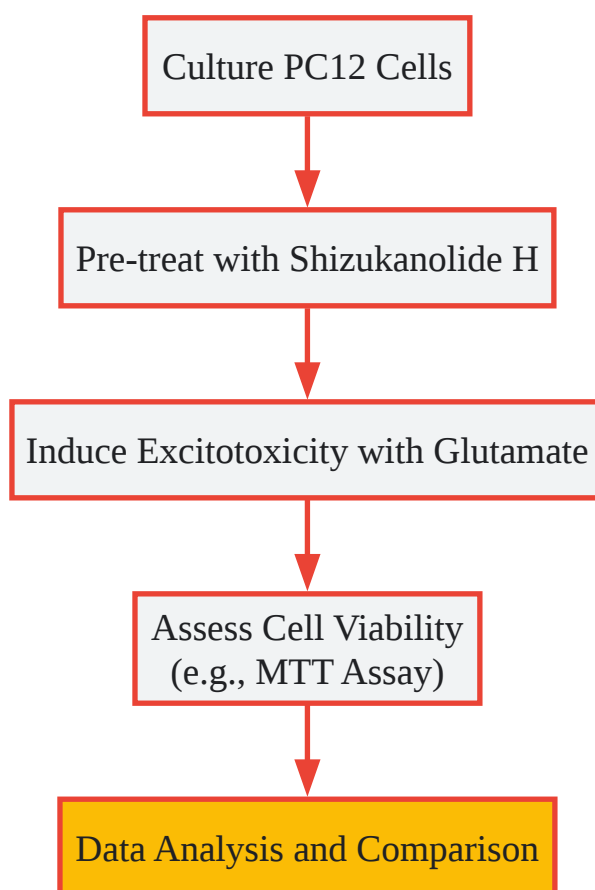 Culture PC12 Cells
Pre-treat with Shizukanolide H
Induce Excitotoxicity with Glutamate
Assess Cell Viability
(e.g., MTT Assay)
Data Analysis and Comparison